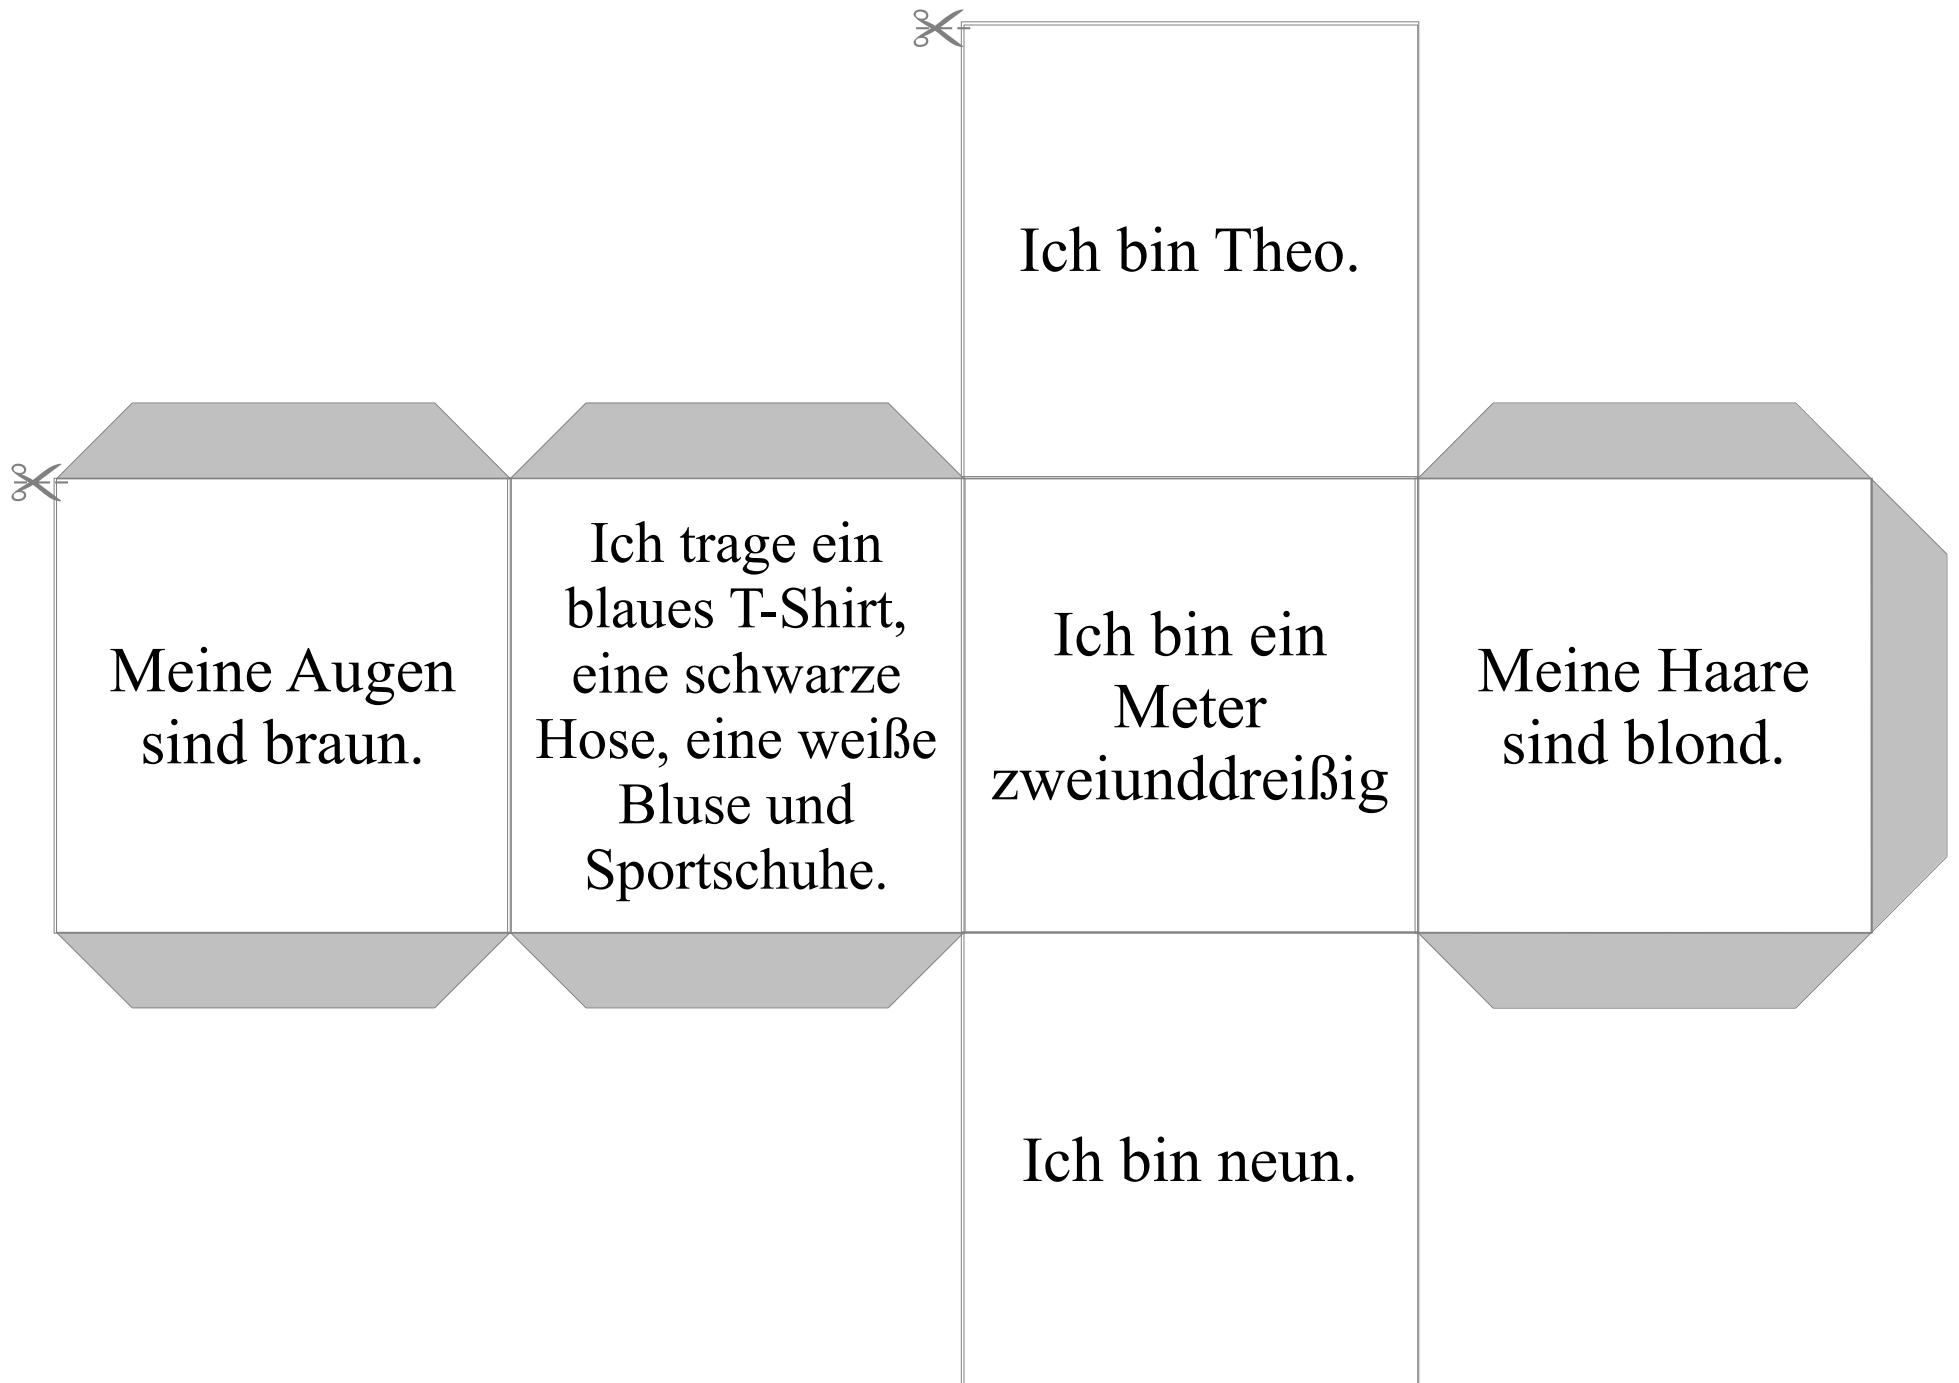 Ich bin Theo.
Meine Augen
sind braun.
Ich trage ein
blaues T-Shirt,
eine schwarze
Hose, eine weiße
Bluse und
Sportschuhe.
Ich bin ein
Meter
zweiunddreißig
Meine Haare
sind blond.
Ich bin neun.